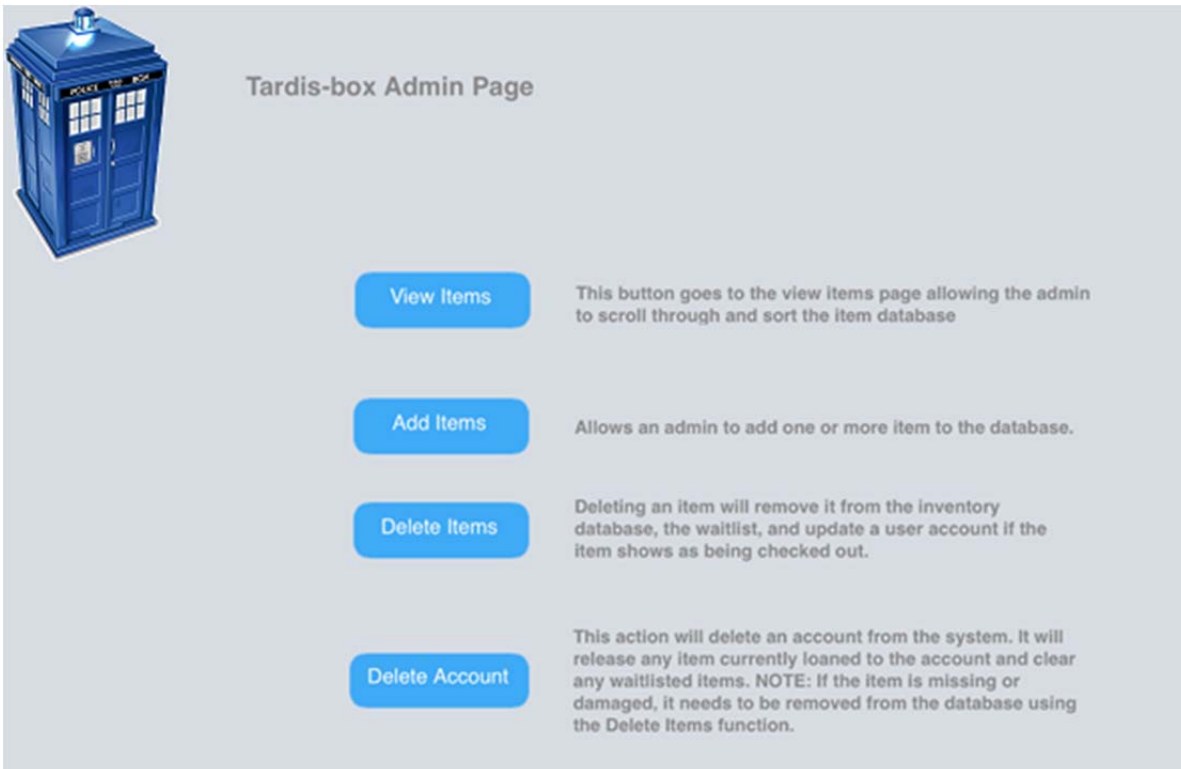 POLICE BOX
Tardis-box Admin Page
View Items
This button goes to the view items page allowing the admin
to scroll through and sort the item database
Add Items
Allows an admin to add one or more item to the database.
Delete Items
Deleting an item will remove it from the inventory
database, the waitlist, and update a user account if the
item shows as being checked out.
Delete Account
This action will delete an account from the system. It will
release any item currently loaned to the account and clear
any waitlisted items. NOTE: If the item is missing or
damaged, it needs to be removed from the database using
the Delete Items function.